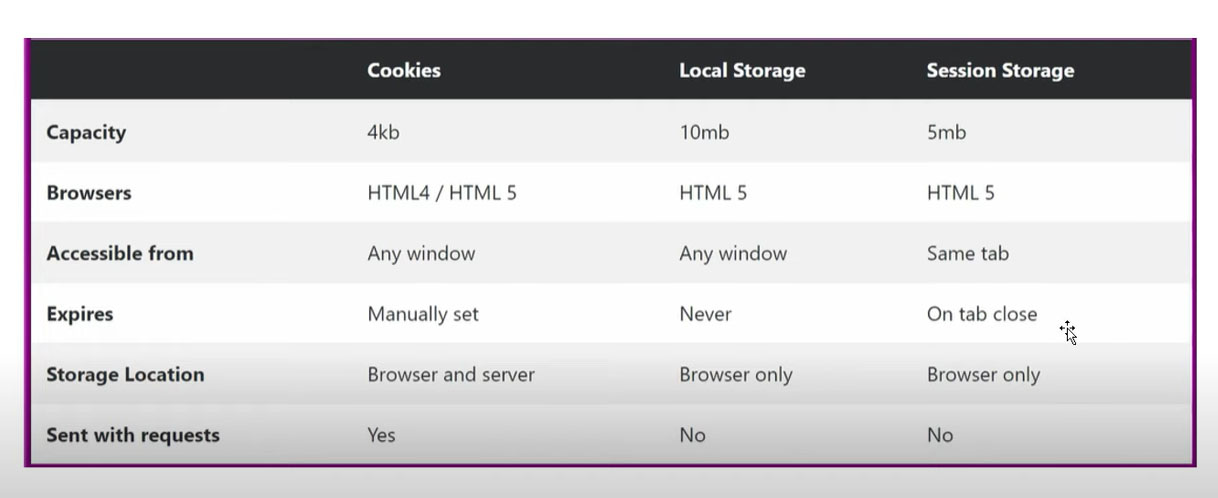 Cookies Local Storage Session Storage
Capacity 4kb 10mb 5mb
Browsers HTML4 / HTML 5 HTML 5 HTML 5
Accessible from Any window Any window Same tab
Expires Manually set Never On tab close
Storage Location Browser and server Browser only Browser only
Sent with requests Yes No No